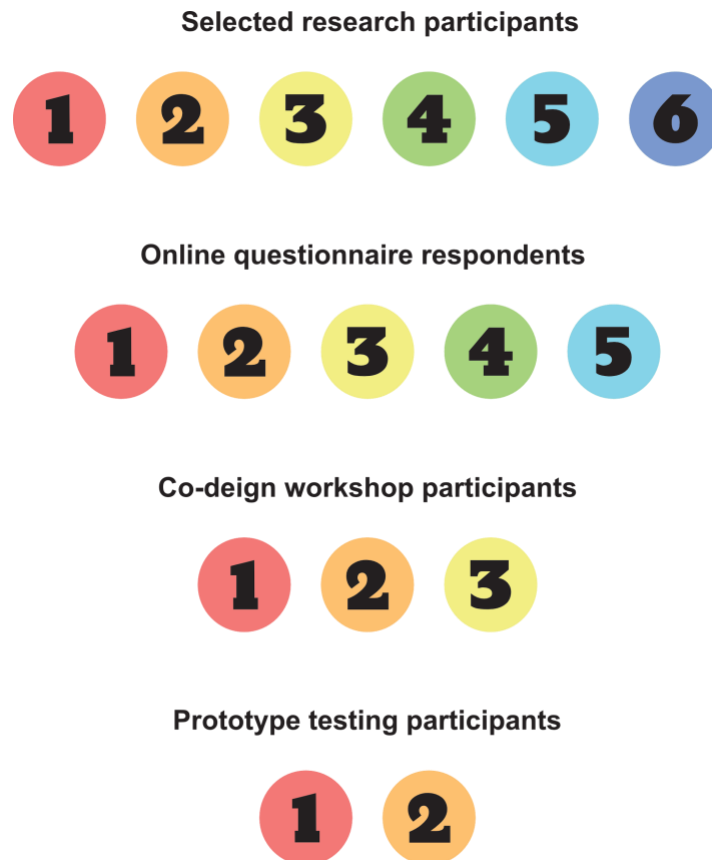 Selected research participants
1 2 3 4 5 6
Online questionnaire respondents
1 2 3 4 5
Co-deign workshop participants
1 2 3
Prototype testing participants
1 2